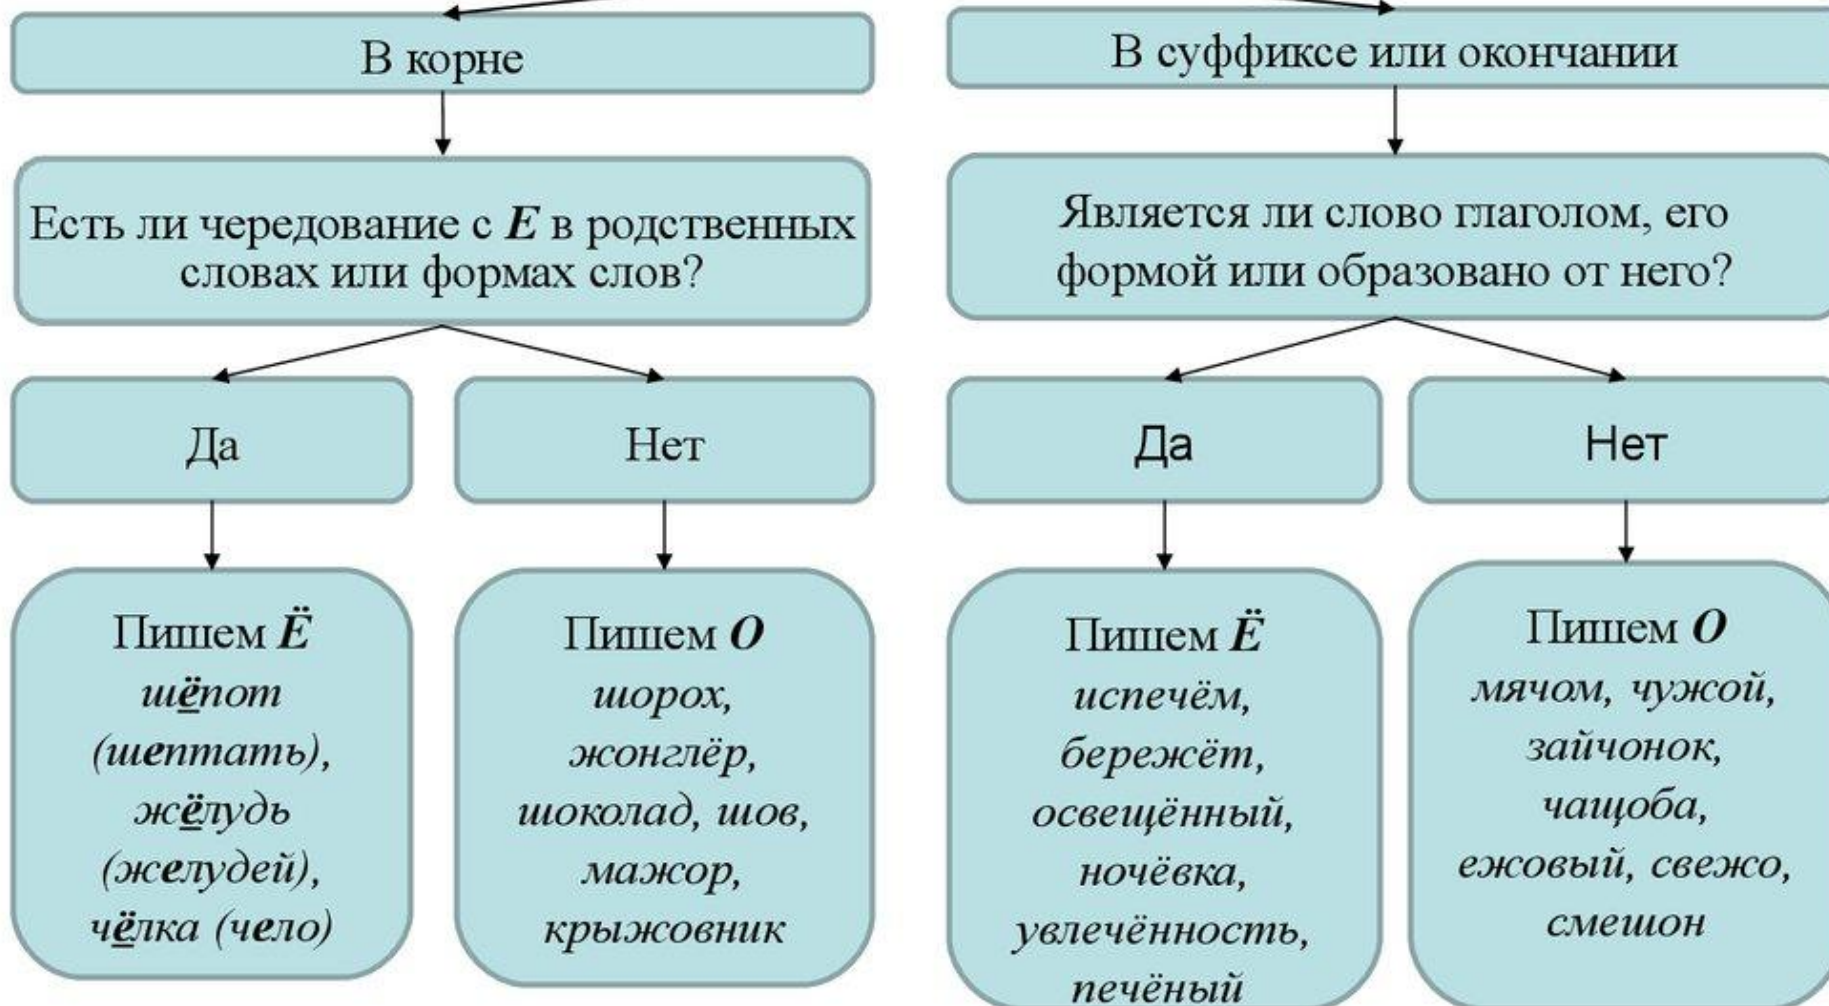 В корне
Есть ли чередование с Е в родственных
словах или формах слов?
Да
Нет
Пишем Ё
шёпот
(шептать),
жёлудь
(желудей),
чёлка (чело)
Пишем О
шорох,
жонглёр,
шоколад, шов,
мажор,
крыжовник
В суффиксе или окончании
Является ли слово глаголом, его
формой или образовано от него?
Да
Нет
Пишем Ё
испечём,
бережёт,
освещённый,
ночёвка,
увлечённость,
печёный
Пишем О
мячом, чужой,
зайчонок,
чащоба,
ежовый, свежо,
смешон